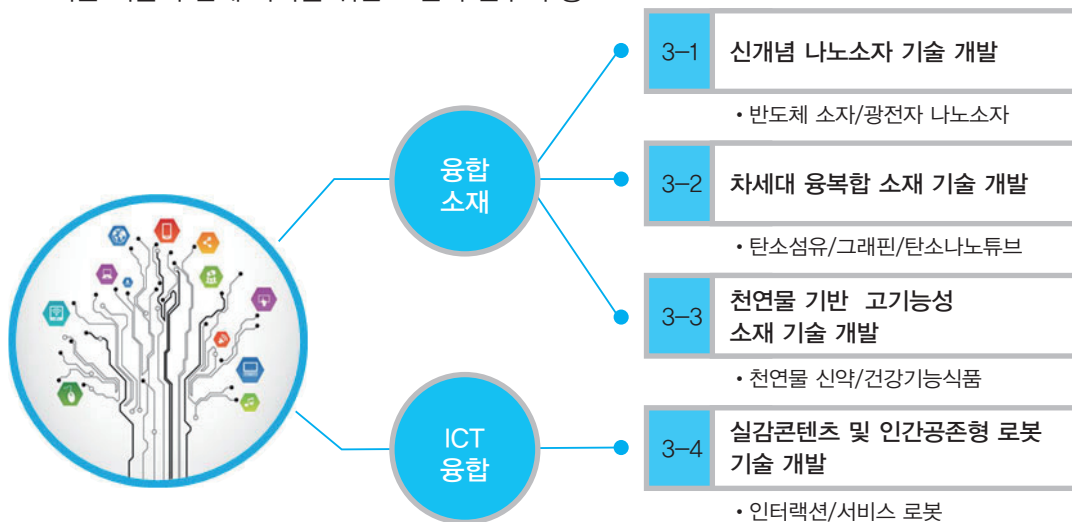 융합
소재
3-1 신개념 나노소자 기술 개발
• 반도체 소자/광전자 나노소자
3-2 차세대 융복합 소재 기술 개발
• 탄소섬유/그래핀/탄소나노튜브
3-3 천연물 기반 고기능성
소재 기술 개발
• 천연물 신약/건강기능식품
ICT
융합
3-4 실감콘텐츠 및 인간공존형 로봇
기술 개발
• 인터랙션/서비스 로봇